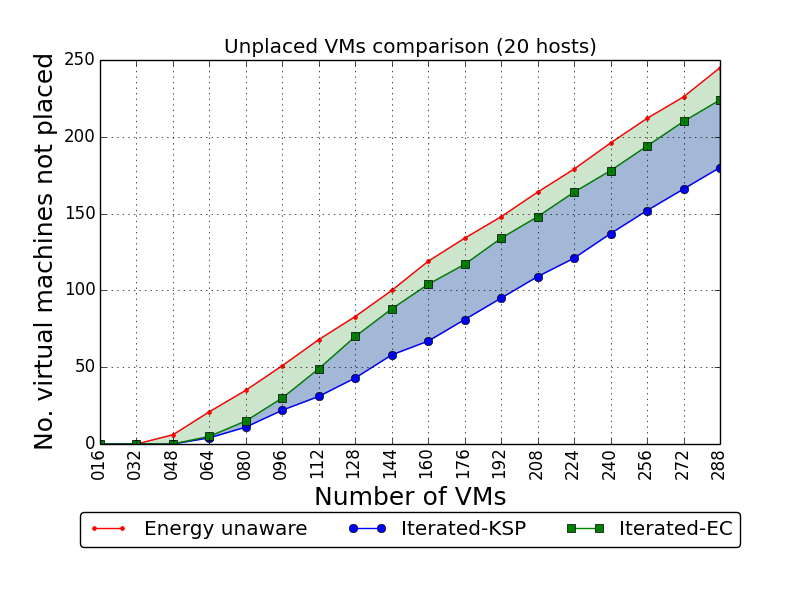 Unplaced VMs comparison (20 hosts)
No. virtual machines not placed
250
200
150
100
50
0
016 032 048 064 080 096 112 128 144 160 176 192 208 224 240 256 272 288
Number of VMs
Energy unaware Iterated-KSP Iterated-EC